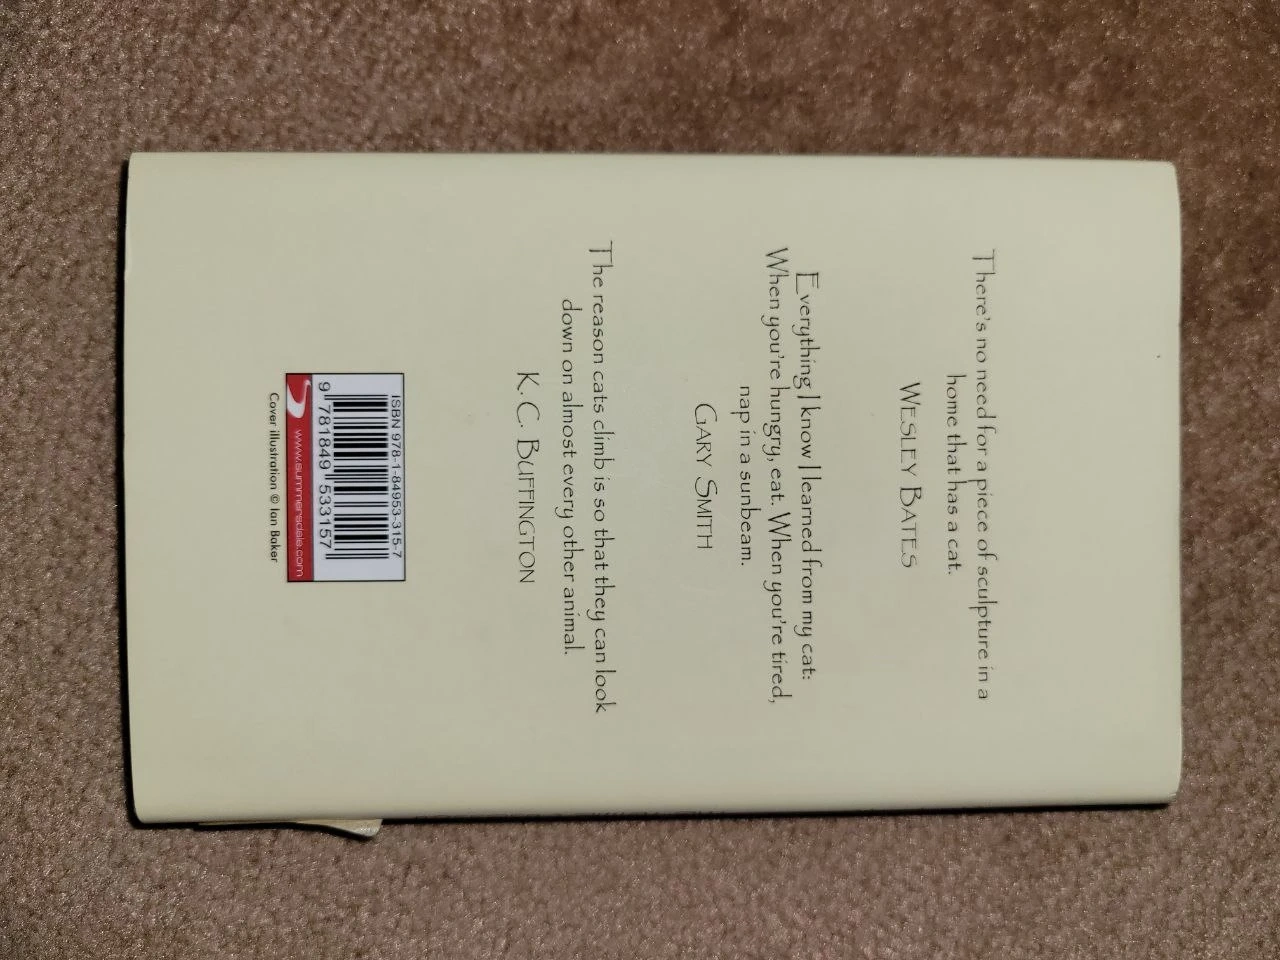 There's no need for a piece of sculpture in a
home that has a cat.
WESLEY BATES
Everything I know I learned from my cat:
When you're hungry, eat. When you're tired,
nap in a sunbeam.
GARY SMITH
The reason cats climb is so that they can look
down on almost every other animal.
K. C. BUFFINGTON
ISBN 978-1-84953-315-7
9 781849 533157
www.summersdale.com
Cover illustration © Ian Baker